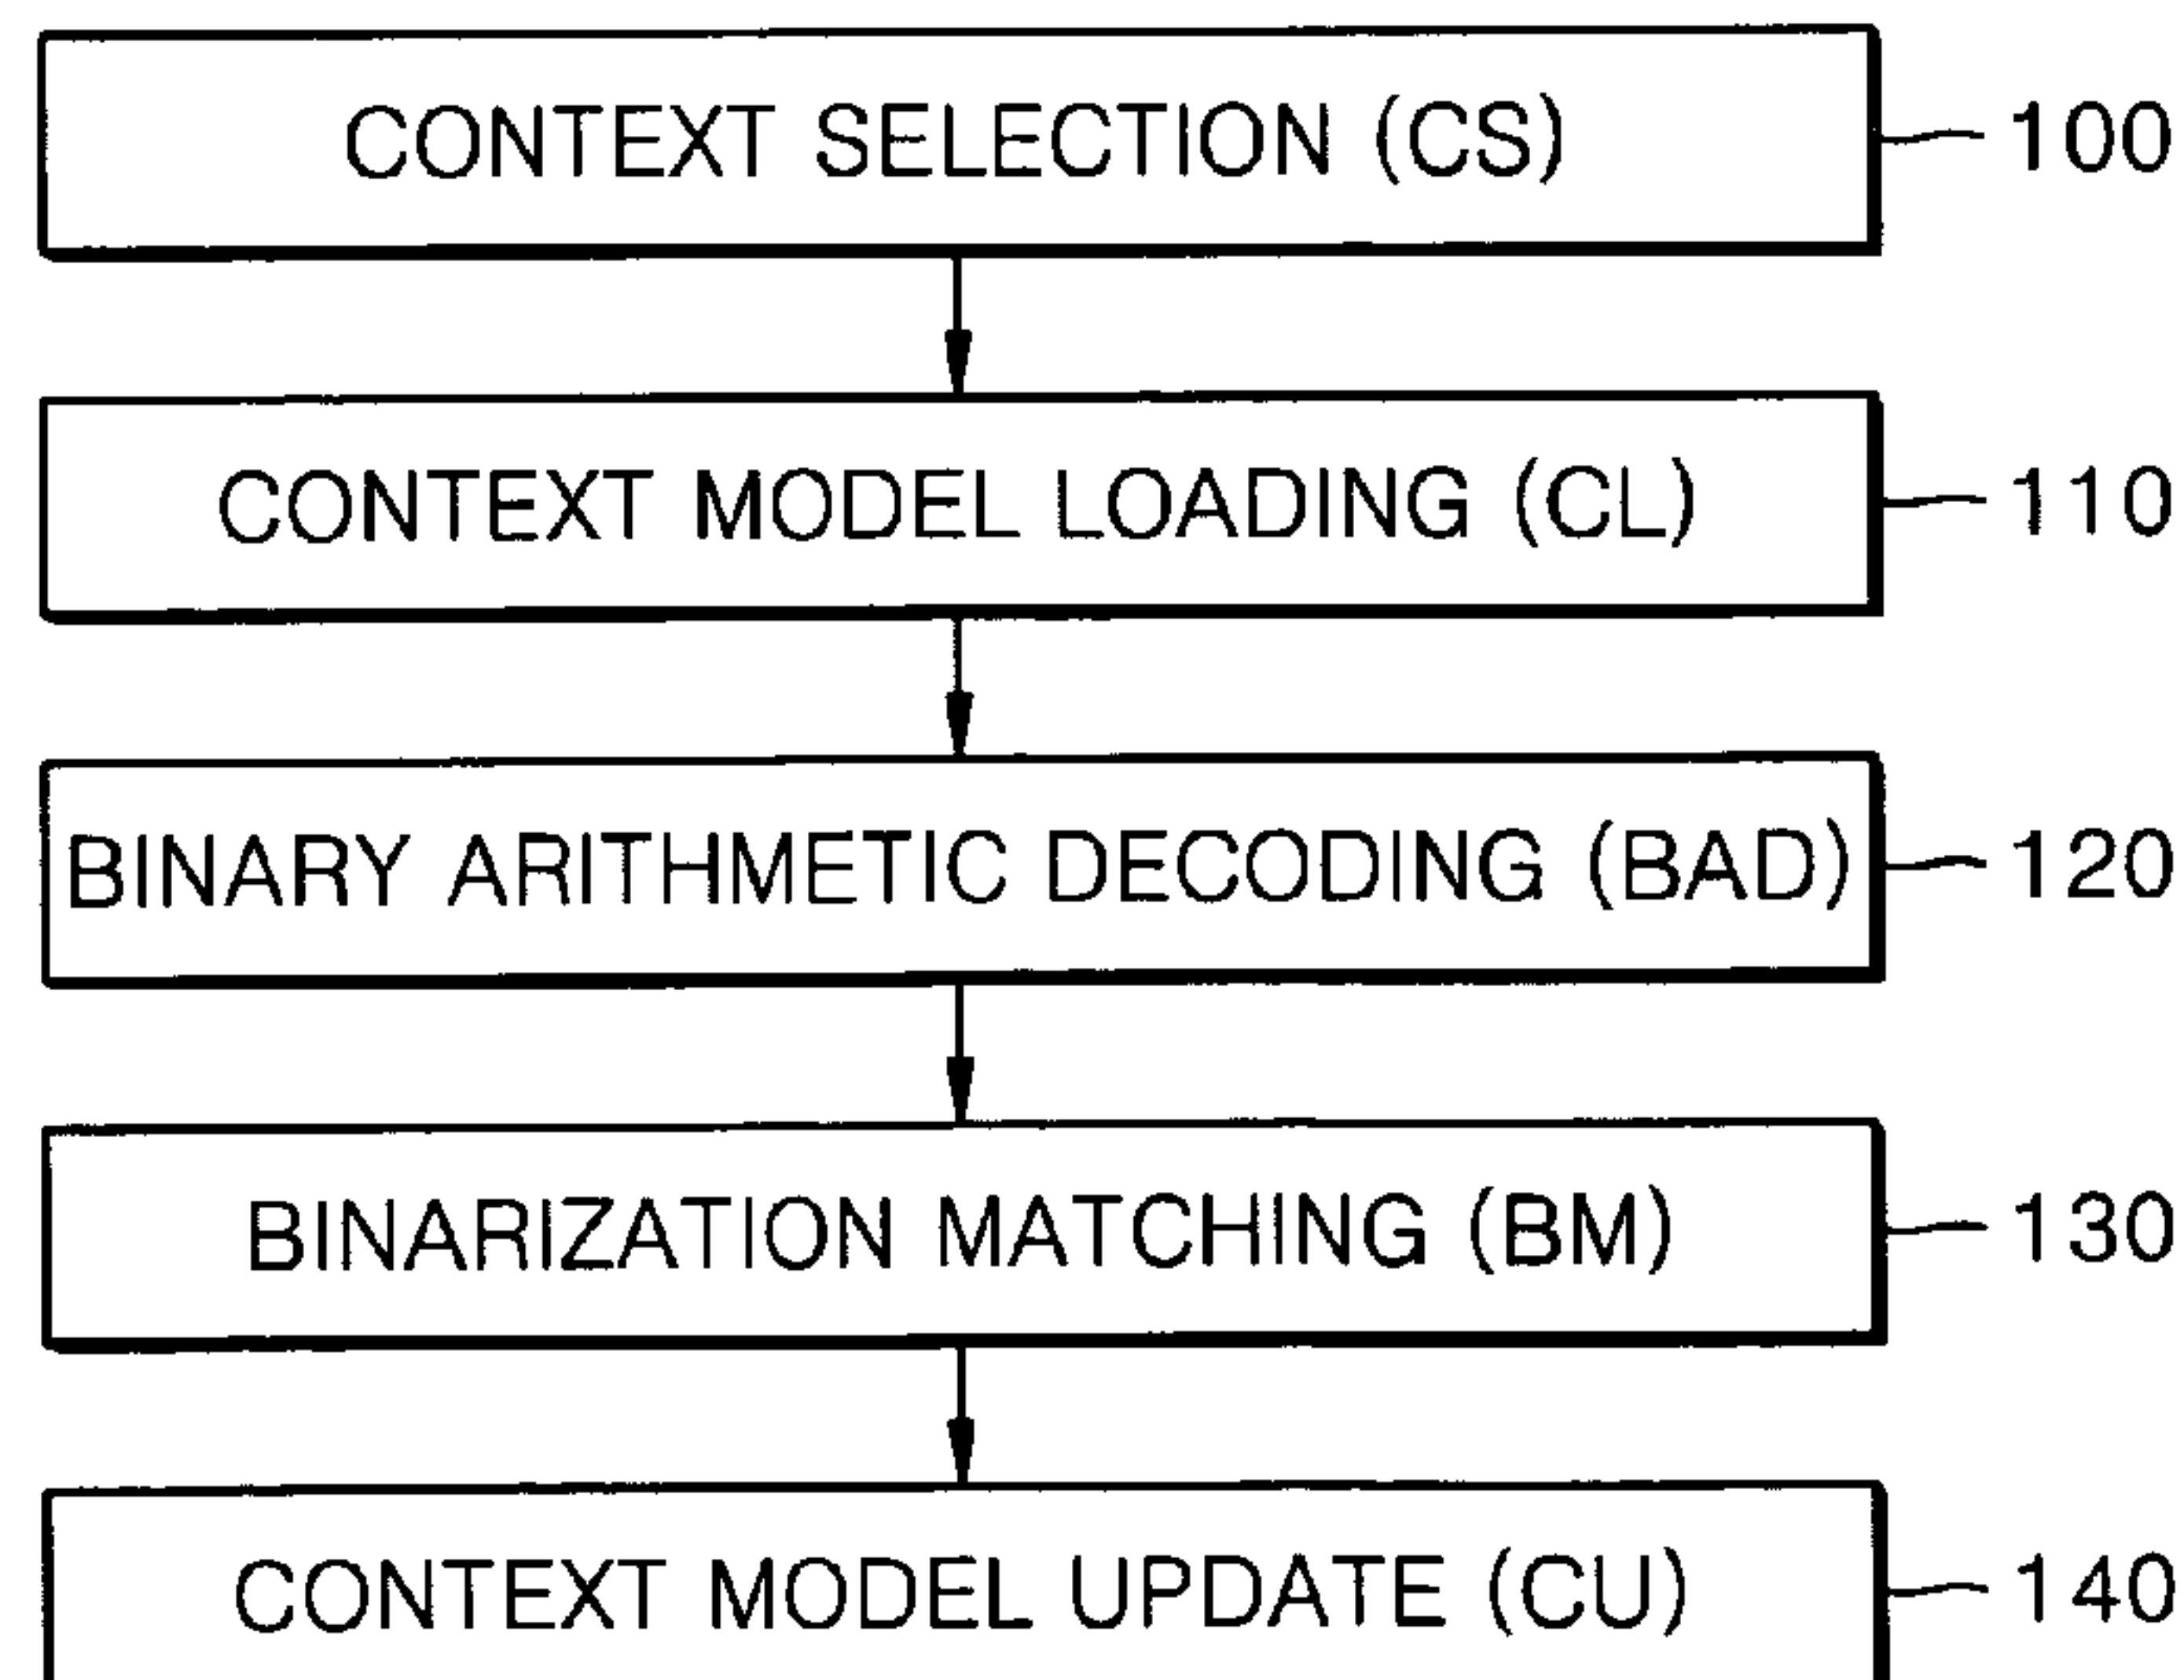 CONTEXT SELECTION (CS) 100
CONTEXT MODEL LOADING (CL) 110
BINARY ARITHMETIC DECODING (BAD) 120
BINARIZATION MATCHING (BM) 130
CONTEXT MODEL UPDATE (CU) 140